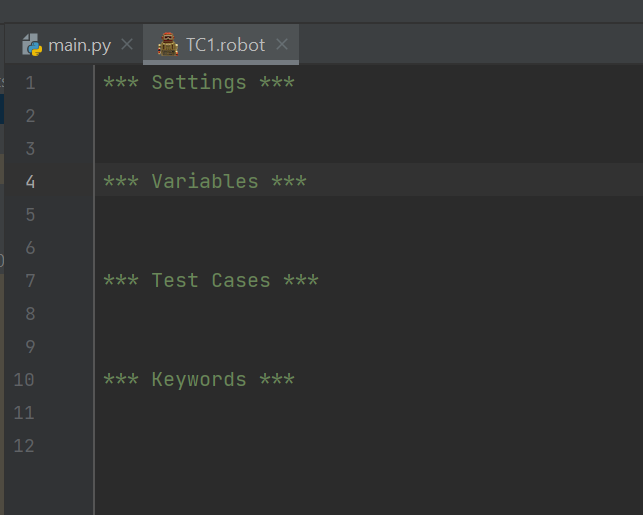 main.py TC1.robot
1 *** Settings ***
2
3
4 *** Variables ***
5
6
7 *** Test Cases ***
8
9
10 *** Keywords ***
11
12